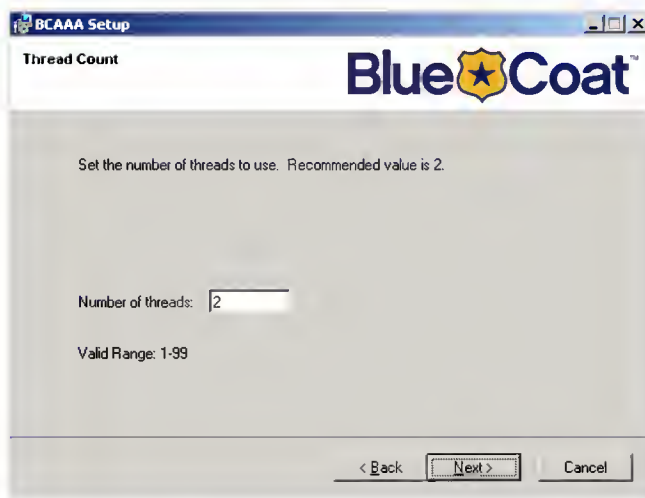 BCAAA Setup
Thread Count
Blue Coat™
Set the number of threads to use. Recommended value is 2.
Number of threads: 2
Valid Range: 1-99
< Back
Next >
Cancel